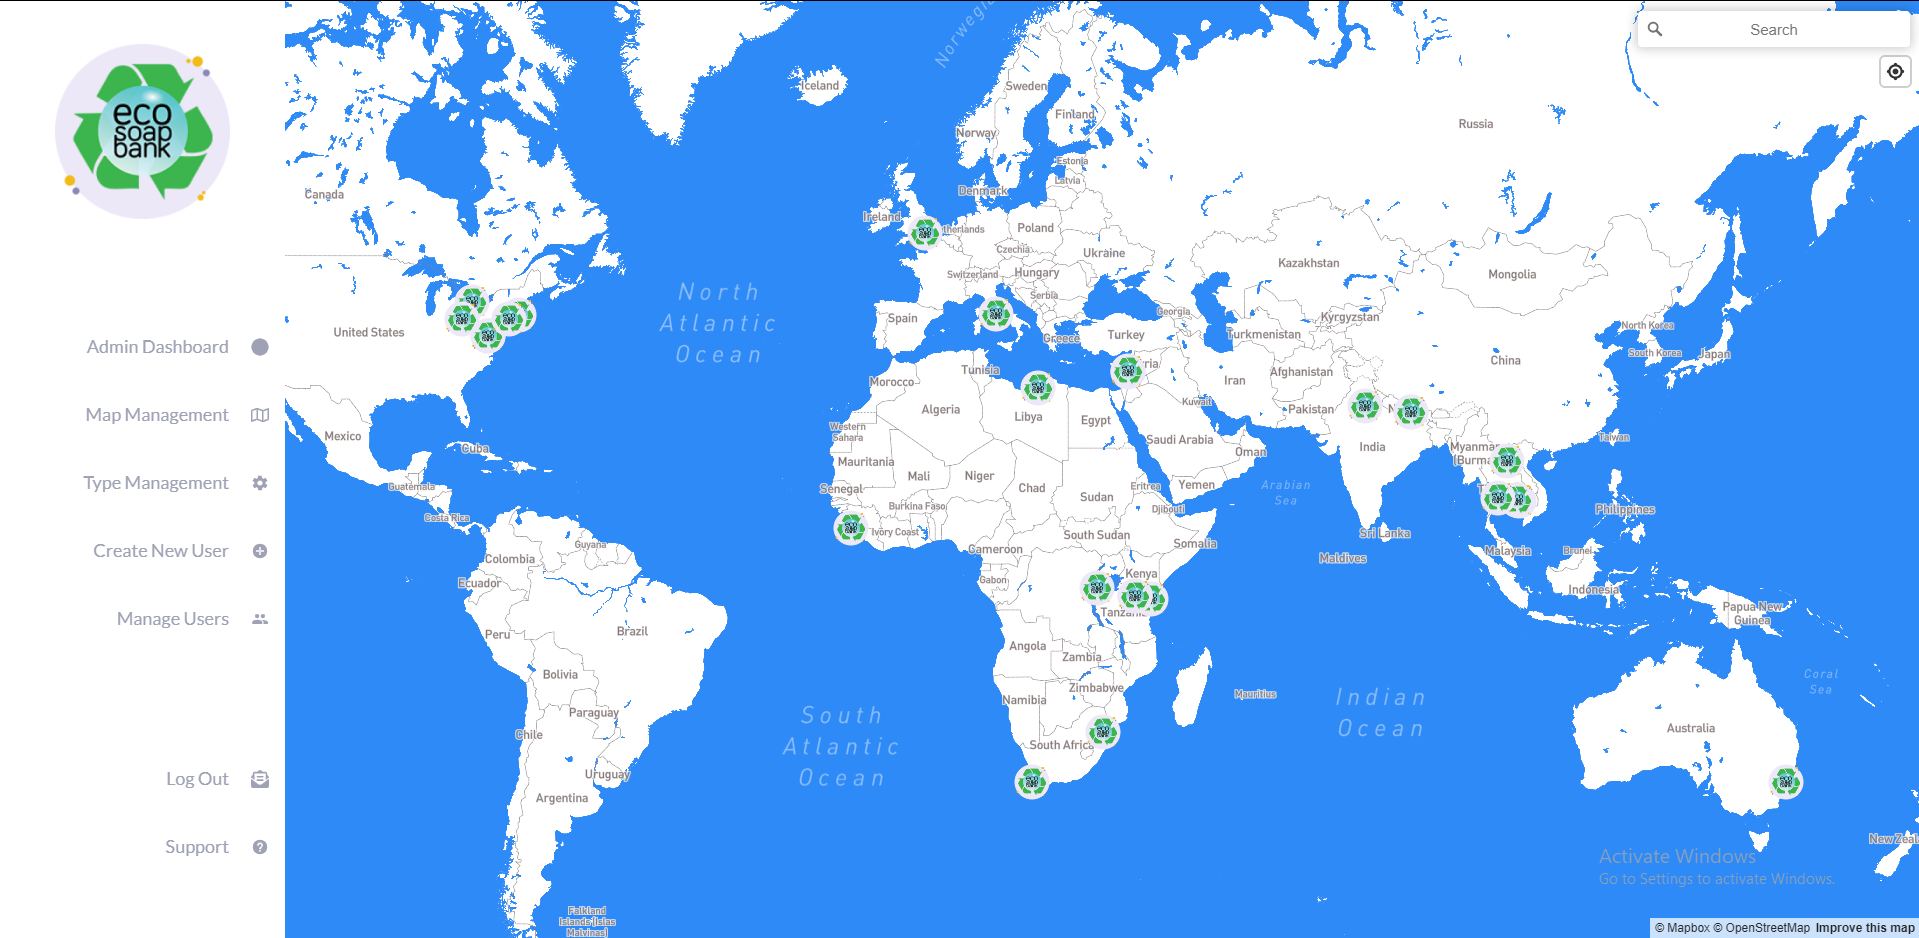 eco
soap
bank
Admin Dashboard
Map Management
Type Management
Create New User
Manage Users
Log Out
Support
Search
Norwegia
Iceland
Sweden
Finland
Norway
Russia
Estonia
Latvia
Denmark
Canada
Ireland
therlands
Poland
Czechia
Ukraine
Switzerland
Hungary
Kazakhstan
Mongolia
Serbia
North
Atlantic
Ocean
United States
Spain
Georgia
Kyrgyzstan
Greece
Turkey
Turkmenistan
North Korea
South Korea
Japan
China
Tunisia
ria
Iran
Afghanistan
Morocco
Algeria
Libya
Egypt
Kuwait
Pakistan
N
Western
Sahara
Saudi Arabia
India
Taiwan
Mexico
Cuba
Oman
Myanma
(Burma
Mauritania
Mali
Niger
Chad
Sudan
Eritrea
Yemen
Arabian
Sea
Guatemala
Senegal
Burkina Faso
Djibouti
T
Philippines
Costa Rica
Ivory Coast
South Sudan
Somalia
Sri Lanka
Maldives
Malaysia
Brunei
Guyana
Colombia
Cameroon
Gabon
Kenya
Ecuador
Indonesia
Tanzan
Papua New
Guinea
Peru
Brazil
Angola
Zambia
Bolivia
Zimbabwe
Namibia
Mauritius
Coral
Sea
Paraguay
Chile
South
Atlantic
Ocean
Indian
Ocean
South Africa
Australia
Uruguay
Argentina
New Zeal
Falkland
Islands (Islas
Malvinas)
Activate Windows
Go to Settings to activate Windows.
© Mapbox © OpenStreetMap Improve this map